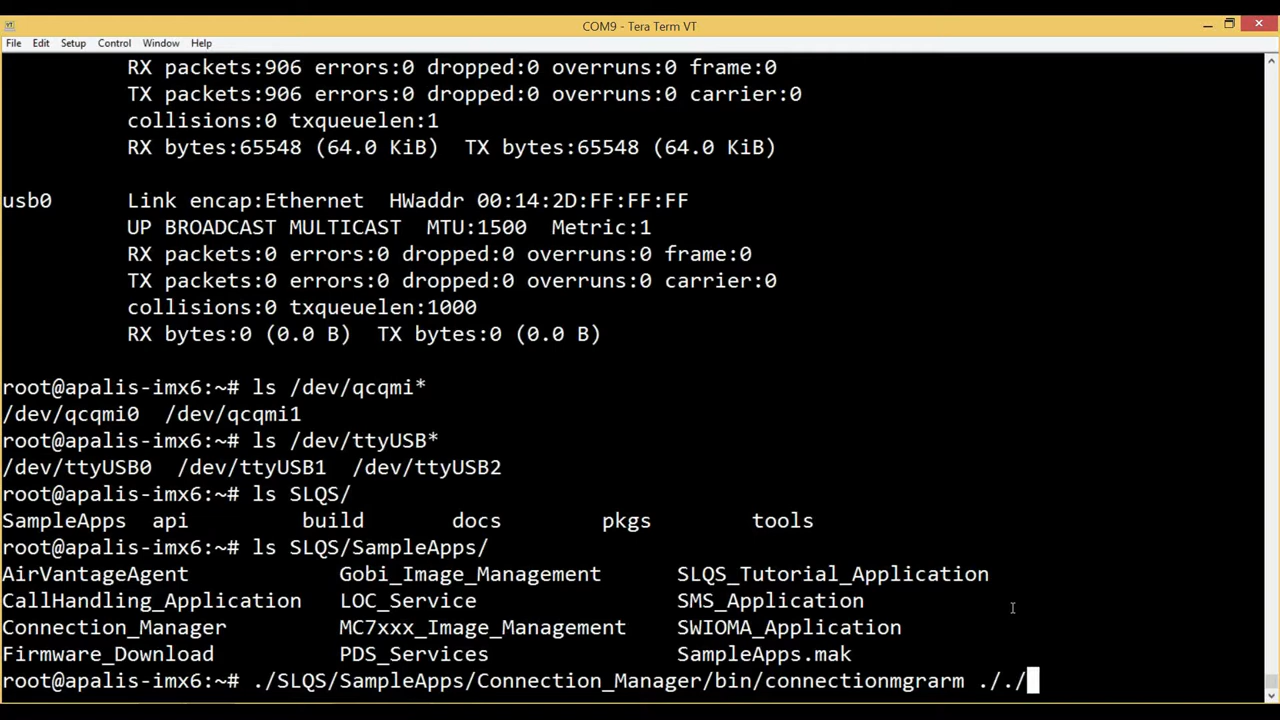 COM9 - Tera Term VT
File Edit Setup Control Window Help
RX packets:906 errors:0 dropped:0 overruns:0 frame:0
TX packets:906 errors:0 dropped:0 overruns:0 carrier:0
collisions:0 txqueuelen:1
RX bytes:65548 (64.0 KiB)  TX bytes:65548 (64.0 KiB)
usb0      Link encap:Ethernet  HWaddr 00:14:2D:FF:FF:FF
UP BROADCAST MULTICAST  MTU:1500  Metric:1
RX packets:0 errors:0 dropped:0 overruns:0 frame:0
TX packets:0 errors:0 dropped:0 overruns:0 carrier:0
collisions:0 txqueuelen:1000
RX bytes:0 (0.0 B)  TX bytes:0 (0.0 B)
root@apalis-imx6:~# ls /dev/qcqmi*
/dev/qcqmi0  /dev/qcqmi1
root@apalis-imx6:~# ls /dev/ttyUSB*
/dev/ttyUSB0  /dev/ttyUSB1  /dev/ttyUSB2
root@apalis-imx6:~# ls SLQS/
SampleApps  api         build       docs        pkgs        tools
root@apalis-imx6:~# ls SLQS/SampleApps/
AirVantageAgent            Gobi_Image_Management      SLQS_Tutorial_Application
CallHandling_Application   LOC_Service                SMS_Application
Connection_Manager         MC7xxx_Image_Management    SWIOMA_Application
Firmware_Download          PDS_Services               SampleApps.mak
root@apalis-imx6:~# ./SLQS/SampleApps/Connection_Manager/bin/connectionmgrarm ././